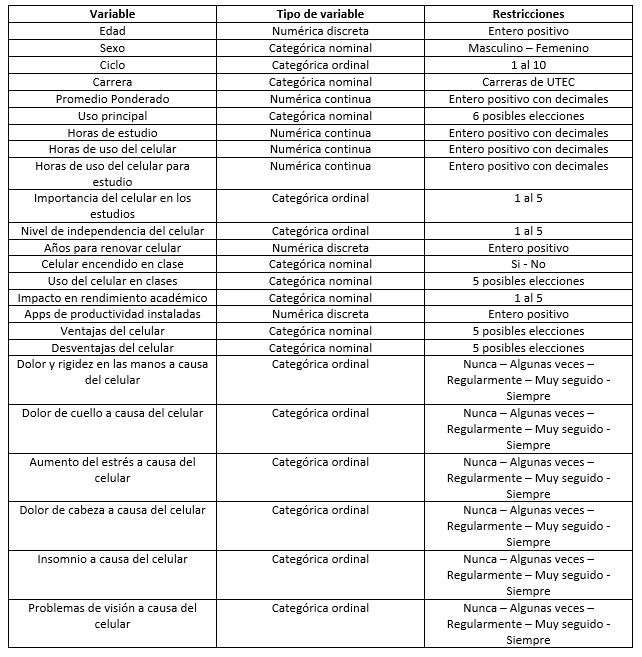 Variable Tipo de variable Restricciones
Edad Numérica discreta Entero positivo
Sexo Categórica nominal Masculino – Femenino
Ciclo Categórica ordinal 1 al 10
Carrera Categórica nominal Carreras de UTEC
Promedio Ponderado Numérica continua Entero positivo con decimales
Uso principal Categórica nominal 6 posibles elecciones
Horas de estudio Numérica continua Entero positivo con decimales
Horas de uso del celular Numérica continua Entero positivo con decimales
Horas de uso del celular para Numérica continua Entero positivo con decimales
estudio
Importancia del celular en los Categórica ordinal 1 al 5
estudios
Nivel de independencia del celular Categórica ordinal 1 al 5
Años para renovar celular Numérica discreta Entero positivo
Celular encendido en clase Categórica nominal Si - No
Uso del celular en clases Categórica nominal 5 posibles elecciones
Impacto en rendimiento académico Categórica nominal 1 al 5
Apps de productividad instaladas Numérica discreta Entero positivo
Ventajas del celular Categórica nominal 5 posibles elecciones
Desventajas del celular Categórica nominal 5 posibles elecciones
Dolor y rigidez en las manos a causa Categórica ordinal Nunca – Algunas veces –
del celular Regularmente – Muy seguido -
Siempre
Dolor de cuello a causa del celular Categórica ordinal Nunca – Algunas veces –
Regularmente – Muy seguido -
Siempre
Aumento del estrés a causa del Categórica ordinal Nunca – Algunas veces –
celular Regularmente – Muy seguido -
Siempre
Dolor de cabeza a causa del celular Categórica ordinal Nunca – Algunas veces –
Regularmente – Muy seguido -
Siempre
Insomnio a causa del celular Categórica ordinal Nunca – Algunas veces –
Regularmente – Muy seguido -
Siempre
Problemas de visión a causa del Categórica ordinal Nunca – Algunas veces –
celular Regularmente – Muy seguido -
Siempre